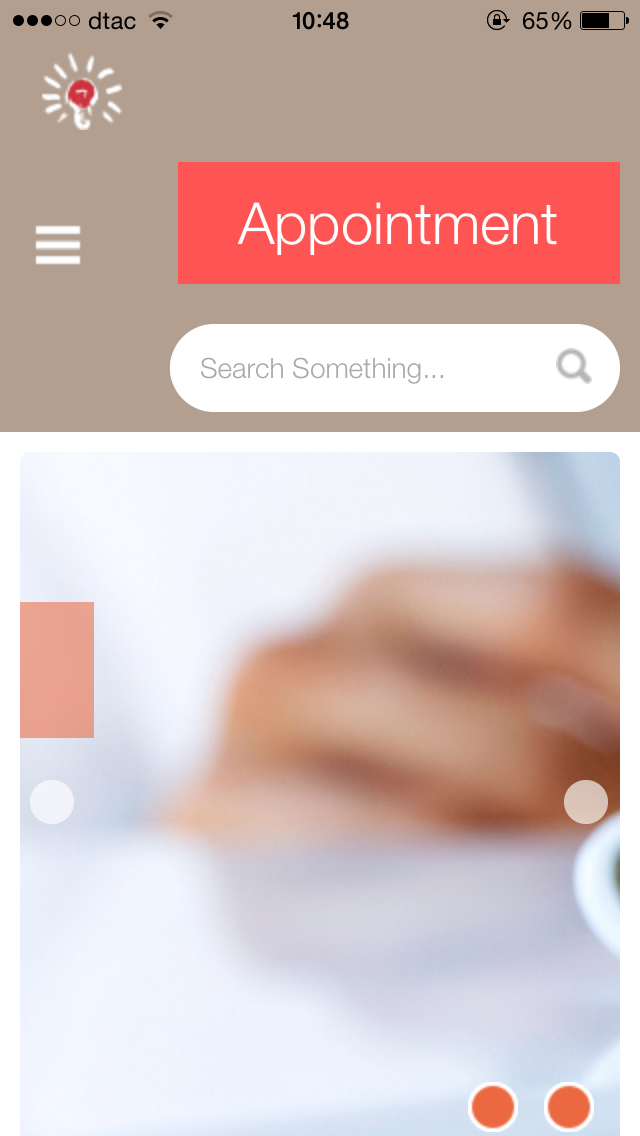 dtac 10:48 65%
Appointment
Search Something...